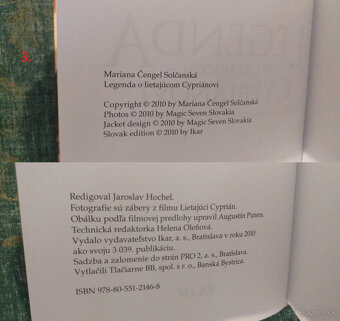 LEGENDA
3.
Mariana Čengel Solčanská
Legenda o lietajúcom Cypriánovi
Copyright © 2010 by Mariana Čengel Solčanská
Photos © 2010 by Magic Seven Slovakia
Jacket design © 2010 by Magic Seven Slovakia
Slovak edition © 2010 by Ikar
Redigoval Jaroslav Hochel.
Fotografie sú zábery z filmu Lietajúci Cyprián.
Obálku podľa filmovej predlohy upravil Augustín Putera.
Technická redaktorka Helena Oleňová.
Vydalo vydavateľstvo Ikar, a. s., Bratislava v roku 2010
ako svoju 3 039. publikáciu.
Sadzba a zalomenie do strán PRO 2, a. s., Bratislava.
Vytlačili Tlačiarne BB, spol. s r. o., Banská Bystrica.
ISBN 978-80-551-2146-8